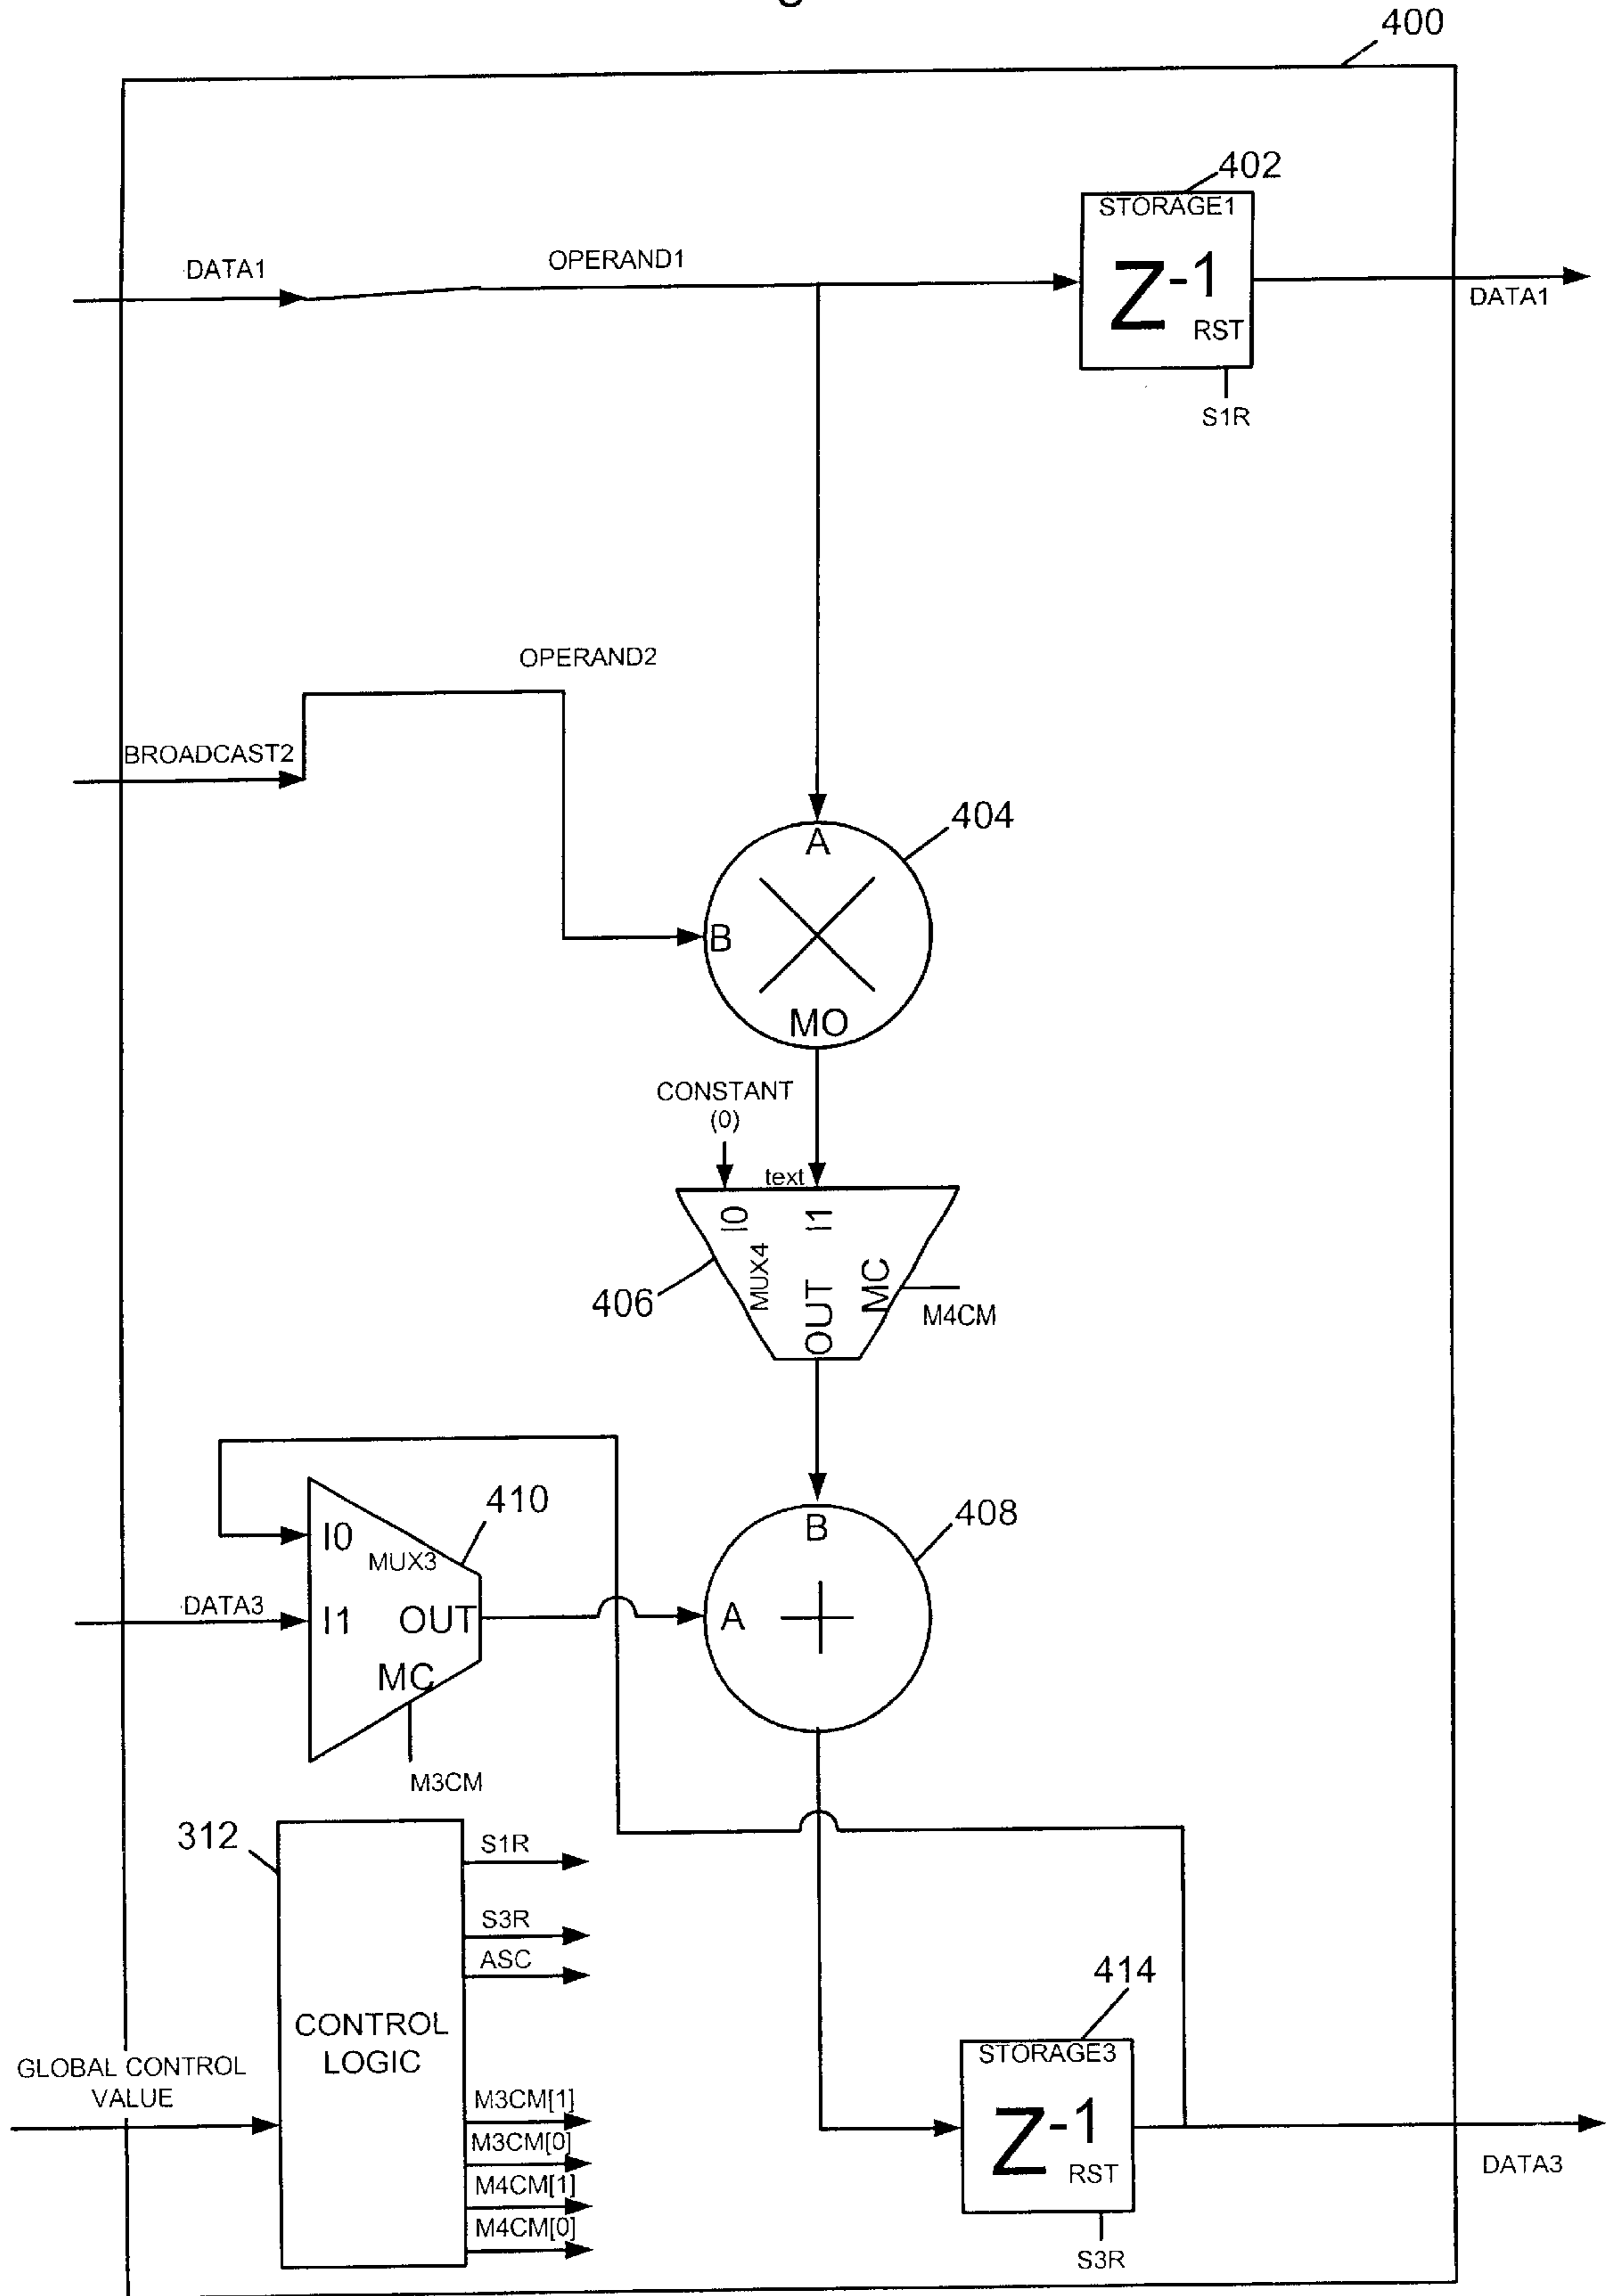 400
402
STORAGE1
Z-1
RST
S1R
DATA1
OPERAND1
DATA1
OPERAND2
BROADCAST2
404
A
B
MO
CONSTANT
(0)
text
I0
I1
MUX4
OUT
MC
406
M4CM
410
I0
MUX3
DATA3
I1
OUT
MC
M3CM
408
B
A
312
CONTROL
LOGIC
S1R
S3R
ASC
M3CM[1]
M3CM[0]
M4CM[1]
M4CM[0]
GLOBAL CONTROL
VALUE
414
STORAGE3
Z-1
RST
S3R
DATA3